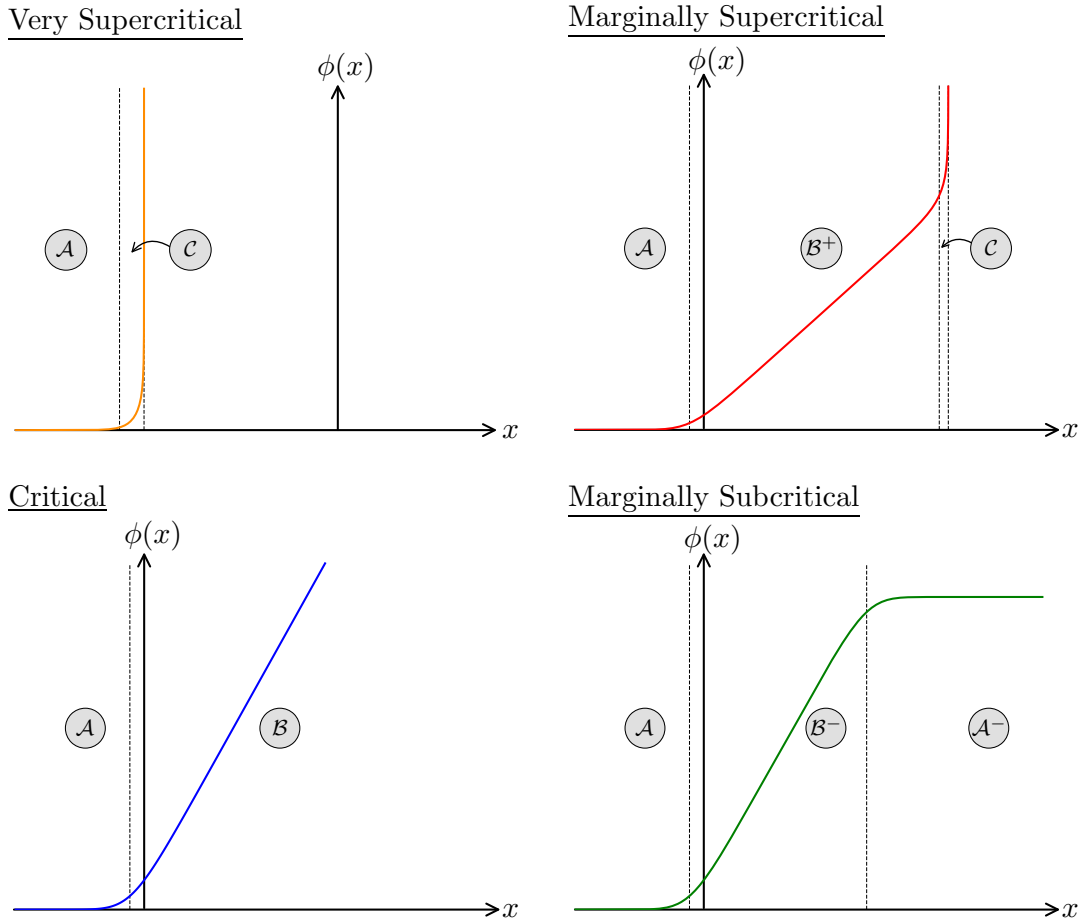 Very Supercritical
ϕ(x)
𝒜
𝒞
x
Marginally Supercritical
ϕ(x)
𝒜
ℬ⁺
𝒞
x
Critical
ϕ(x)
𝒜
ℬ
x
Marginally Subcritical
ϕ(x)
𝒜
ℬ⁻
𝒜⁻
x